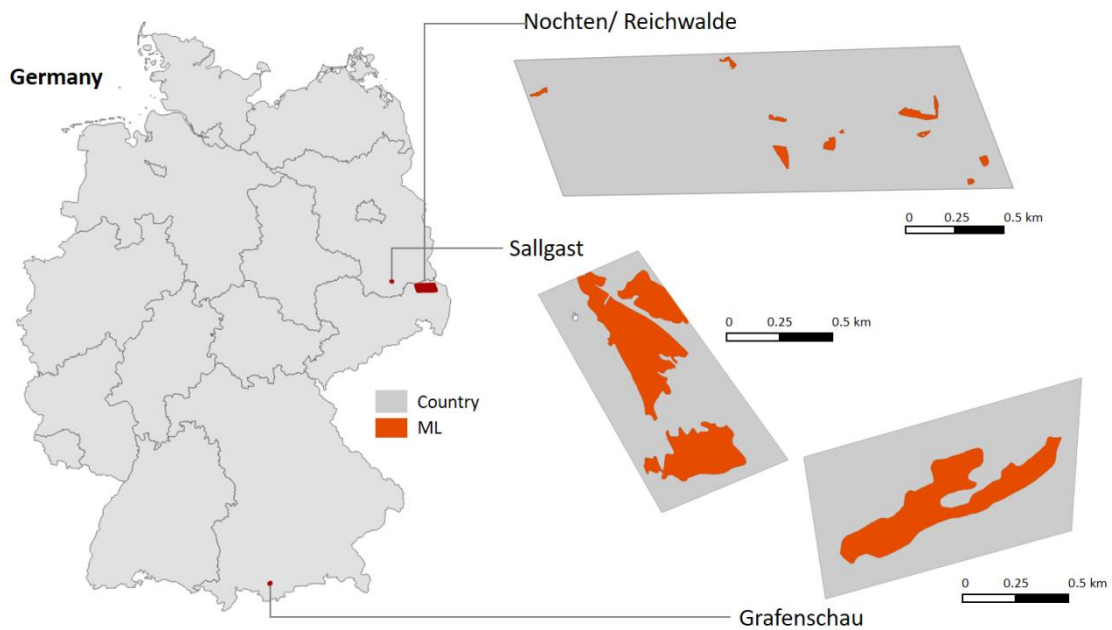 Nochten/ Reichwalde
Germany
0 0.25 0.5 km
Sallgast
0 0.25 0.5 km
Country
ML
0 0.25 0.5 km
Grafenschau